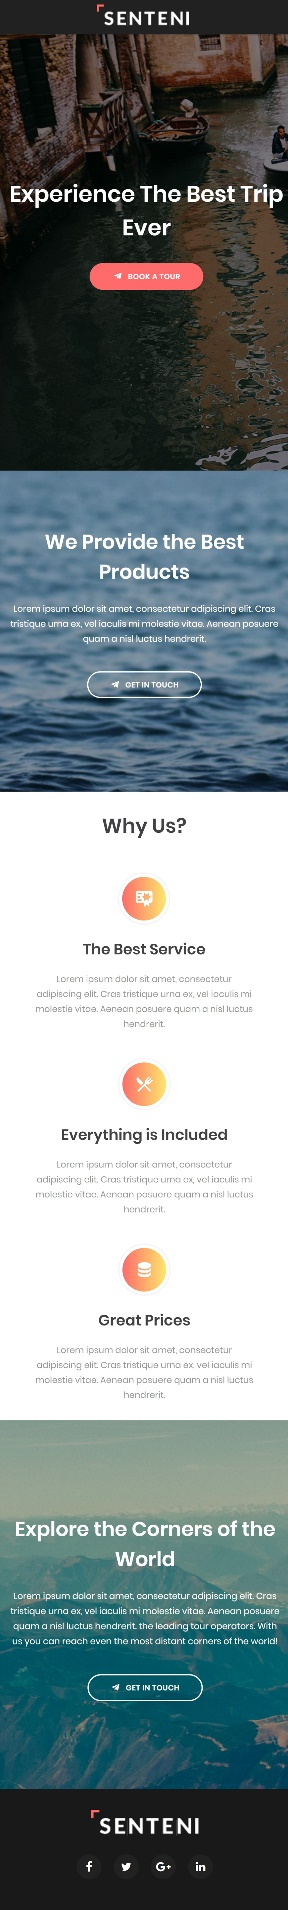 SENTENI
Experience The Best Trip
Ever
BOOK A TOUR
We Provide the Best
Products
Lorem ipsum dolor sit amet, consectetur adipiscing elit. Cras
tristique urna ex, vel iaculis mi molestie vitae. Aenean posuere
quam a nisl luctus hendrerit.
GET IN TOUCH
Why Us?
The Best Service
Lorem ipsum dolor sit amet, consectetur
adipiscing elit. Cras tristique urna ex, vel iaculis mi
molestie vitae. Aenean posuere quam a nisl luctus
hendrerit.
Everything is Included
Lorem ipsum dolor sit amet, consectetur
adipiscing elit. Cras tristique urna ex, vel iaculis mi
molestie vitae. Aenean posuere quam a nisl luctus
hendrerit.
Great Prices
Lorem ipsum dolor sit amet, consectetur
adipiscing elit. Cras tristique urna ex, vel iaculis mi
molestie vitae. Aenean posuere quam a nisl luctus
hendrerit.
Explore the Corners of the
World
Lorem ipsum dolor sit amet, consectetur adipiscing elit. Cras
tristique urna ex, vel iaculis mi molestie vitae. Aenean posuere
quam a nisl luctus hendrerit. the leading tour operators. With
us you can reach even the most distant corners of the world!
GET IN TOUCH
SENTENI
f G+ in